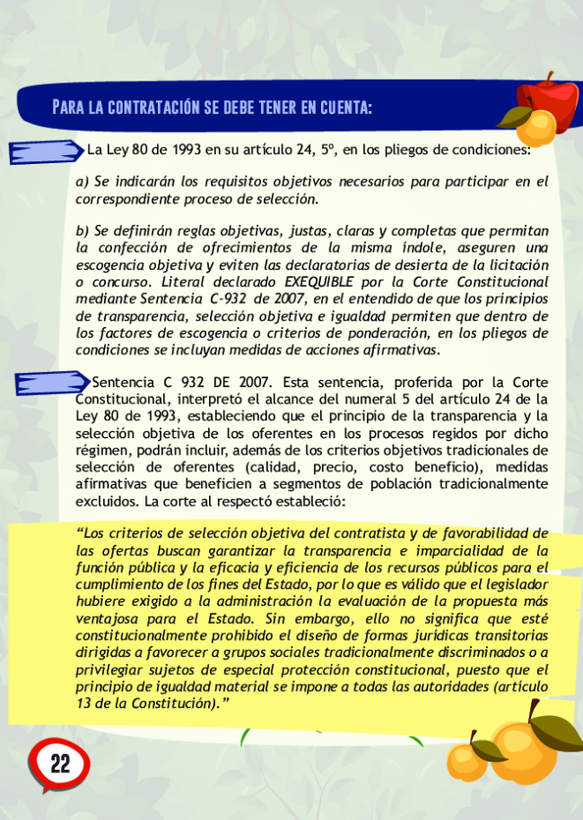 PARA LA CONTRATACIÓN SE DEBE TENER EN CUENTA:
La Ley 80 de 1993 en su artículo 24, 5º, en los pliegos de condiciones:
a) Se indicarán los requisitos objetivos necesarios para participar en el
correspondiente proceso de selección.
b) Se definirán reglas objetivas, justas, claras y completas que permitan
la confección de ofrecimientos de la misma índole, aseguren una
escogencia objetiva y eviten las declaratorias de desierta de la licitación
o concurso. Literal declarado EXEQUIBLE por la Corte Constitucional
mediante Sentencia C-932 de 2007, en el entendido de que los principios
de transparencia, selección objetiva e igualdad permiten que dentro de
los factores de escogencia o criterios de ponderación, en los pliegos de
condiciones se incluyan medidas de acciones afirmativas.
Sentencia C 932 DE 2007. Esta sentencia, proferida por la Corte
Constitucional, interpretó el alcance del numeral 5 del artículo 24 de la
Ley 80 de 1993, estableciendo que el principio de la transparencia y la
selección objetiva de los oferentes en los procesos regidos por dicho
régimen, podrán incluir, además de los criterios objetivos tradicionales de
selección de oferentes (calidad, precio, costo beneficio), medidas
afirmativas que beneficien a segmentos de población tradicionalmente
excluidos. La corte al respectó estableció:
“Los criterios de selección objetiva del contratista y de favorabilidad de
las ofertas buscan garantizar la transparencia e imparcialidad de la
función pública y la eficacia y eficiencia de los recursos públicos para el
cumplimiento de los fines del Estado, por lo que es válido que el legislador
hubiere exigido a la administración la evaluación de la propuesta más
ventajosa para el Estado. Sin embargo, ello no significa que esté
constitucionalmente prohibido el diseño de formas jurídicas transitorias
dirigidas a favorecer a grupos sociales tradicionalmente discriminados o a
privilegiar sujetos de especial protección constitucional, puesto que el
principio de igualdad material se impone a todas las autoridades (artículo
13 de la Constitución).”
22